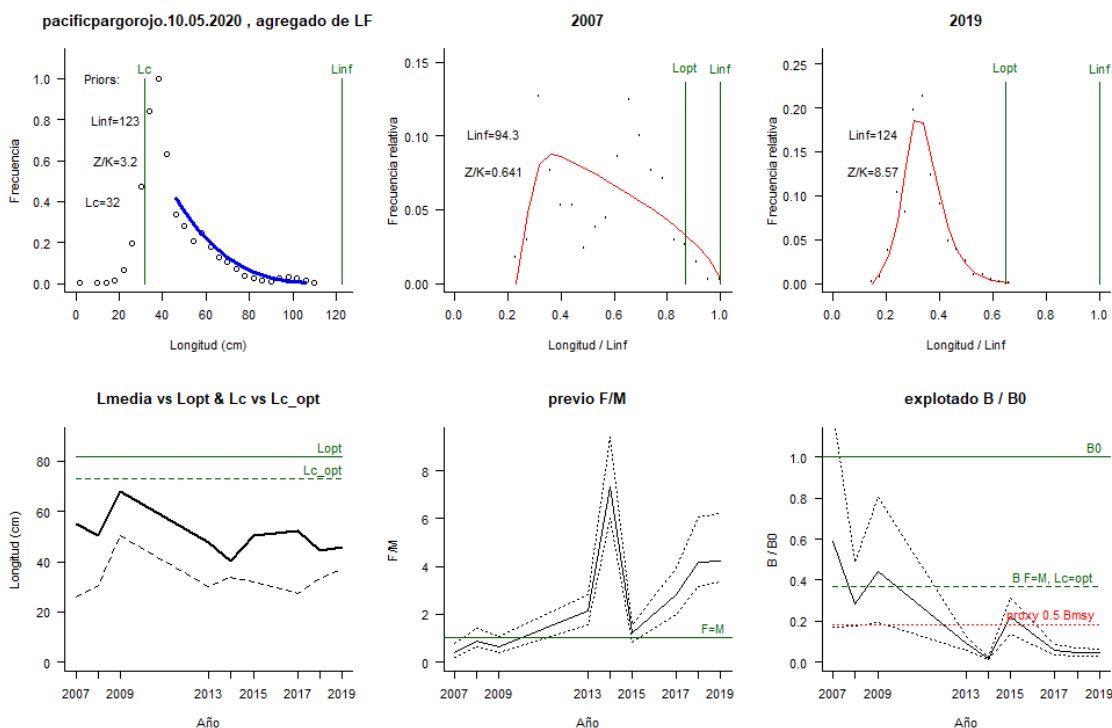 pacificpargorojo.10.05.2020 , agregado de LF
Frecuencia
1.0
0.8
0.6
0.4
0.2
0.0
Priors:
Linf=123
Z/K=3.2
Lc=32
Lc
Linf
0
20
40
60
80
100
120
Longitud (cm)
2007
Frecuencia relativa
0.15
0.10
0.05
0.00
Linf=94.3
Z/K=0.641
Lopt
Linf
0.0
0.2
0.4
0.6
0.8
1.0
Longitud / Linf
2019
Frecuencia relativa
0.25
0.20
0.15
0.10
0.05
0.00
Linf=124
Z/K=8.57
Lopt
Linf
0.0
0.2
0.4
0.6
0.8
1.0
Longitud / Linf
Lmedia vs Lopt & Lc vs Lc_opt
Longitud (cm)
80
60
40
20
0
Lopt
Lc_opt
2007
2009
2013
2015
2017
2019
Año
previo F/M
F/M
8
6
4
2
0
F=M
2007
2009
2013
2015
2017
2019
Año
explotado B / B0
B / B0
1.0
0.8
0.6
0.4
0.2
0.0
B0
B F=M, Lc=opt
proxy 0.5 Bmsy
2007
2009
2013
2015
2017
2019
Año